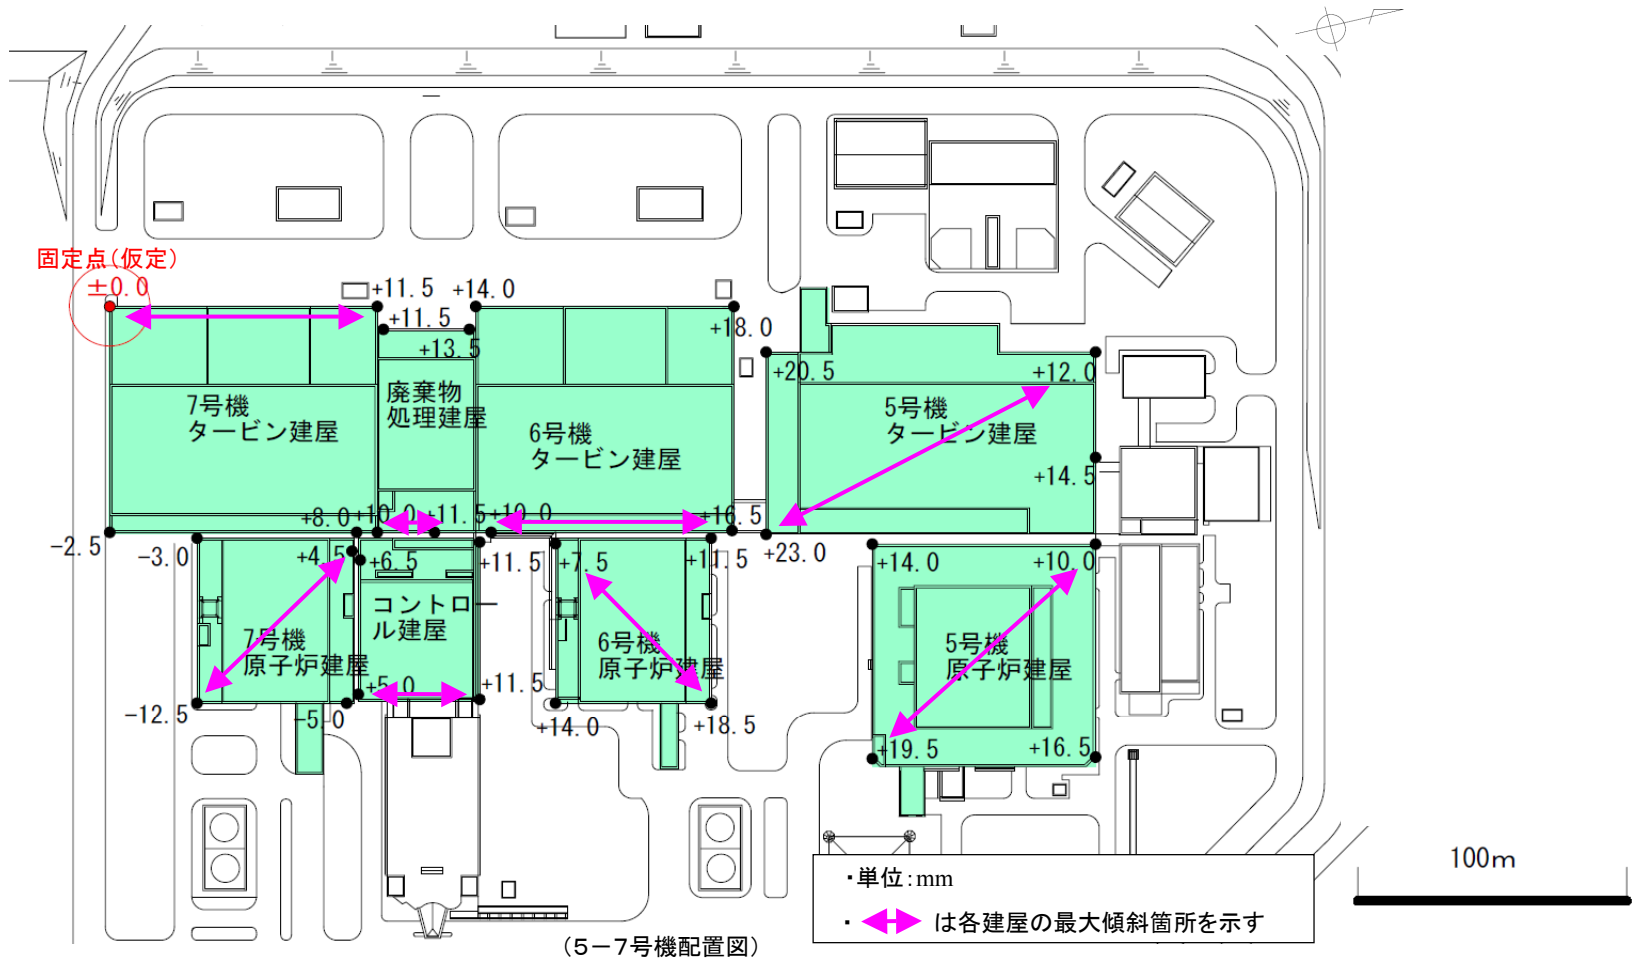 固定点(仮定)
±0.0
+11.5
+14.0
+11.5
+18.0
+13.5
+20.5
+12.0
7号機
タービン建屋
廃棄物
処理建屋
6号機
タービン建屋
5号機
タービン建屋
+14.5
+8.0
+10.0
+11.5
+10.0
+16.5
-2.5
-3.0
+4.5
+6.5
+11.5
+7.5
+11.5
+23.0
+14.0
+10.0
コントロー
ル建屋
7号機
原子炉建屋
6号機
原子炉建屋
5号機
原子炉建屋
+5.0
+11.5
-12.5
-5.0
+14.0
+18.5
+19.5
+16.5
100m
・単位:mm
・ は各建屋の最大傾斜箇所を示す
(5-7号機配置図)